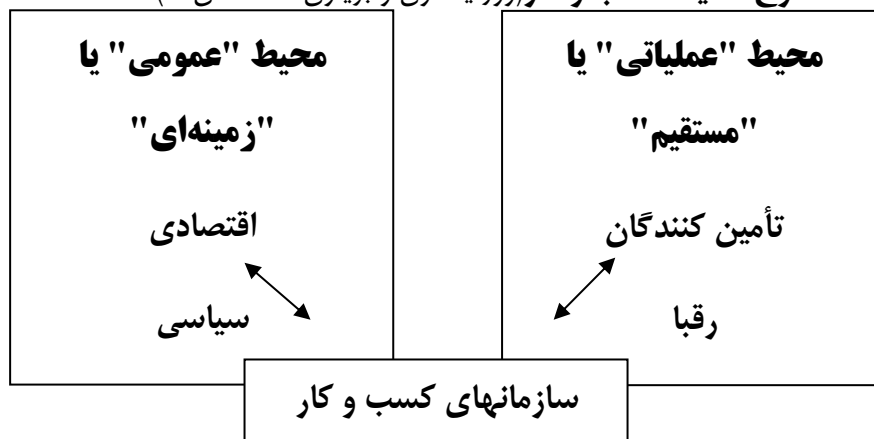 محیط "عملیاتی" یا
"مستقیم"
تأمین کنندگان
رقبا
محیط "عمومی" یا
"زمینه‌ای"
اقتصادی
سیاسی
سازمانهای کسب و کار